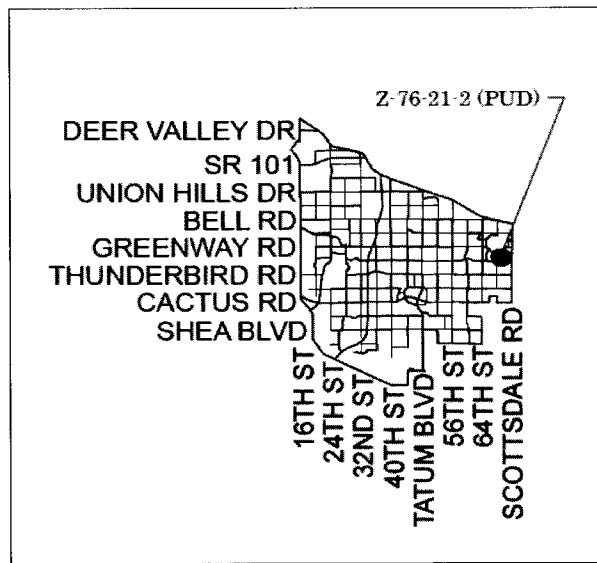 Z-76-21-2 (PUD)
DEER VALLEY DR
SR 101
UNION HILLS DR
BELL RD
GREENWAY RD
THUNDERBIRD RD
CACTUS RD
SHEA BLVD
16TH ST
24TH ST
32ND ST
40TH ST
TATUM BLVD
56TH ST
64TH ST
SCOTTSDALE RD